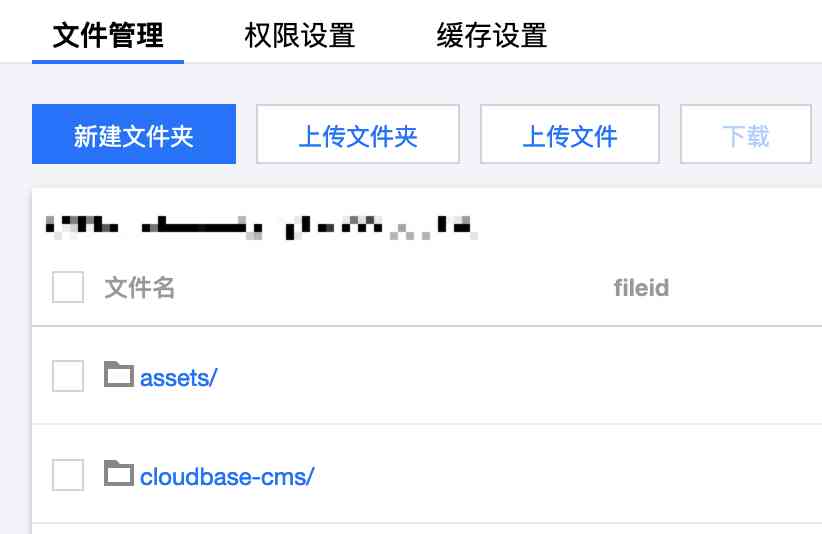 文件管理 权限设置 缓存设置
新建文件夹 上传文件夹 上传文件 下载
文件名 fileid
assets/
cloudbase-cms/